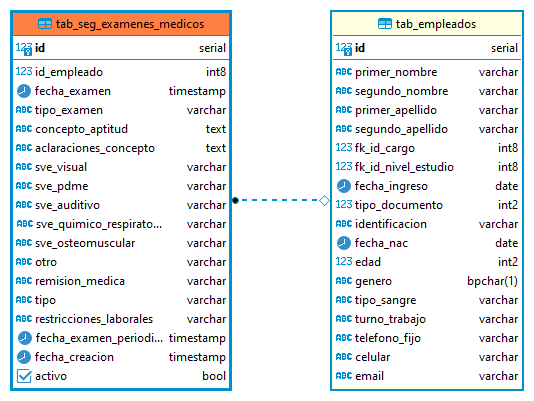 tab_seg_examenes_medicos
123 id serial
123 id_empleado int8
fecha_examen timestamp
ABC tipo_examen varchar
ABC concepto_aptitud text
ABC aclaraciones_concepto text
ABC sve_visual varchar
ABC sve_pdme varchar
ABC sve_auditivo varchar
ABC sve_quimico_respirato... varchar
ABC sve_osteomuscular varchar
ABC otro varchar
ABC remision_medica varchar
ABC tipo varchar
ABC restricciones_laborales varchar
fecha_examen_periodi... timestamp
fecha_creacion timestamp
activo bool
tab_empleados
123 id serial
ABC primer_nombre varchar
ABC segundo_nombre varchar
ABC primer_apellido varchar
ABC segundo_apellido varchar
123 fk_id_cargo int8
123 fk_id_nivel_estudio int8
fecha_ingreso date
123 tipo_documento int2
ABC identificacion varchar
fecha_nac date
123 edad int2
ABC genero bpchar(1)
ABC tipo_sangre varchar
ABC turno_trabajo varchar
ABC telefono_fijo varchar
ABC celular varchar
ABC email varchar